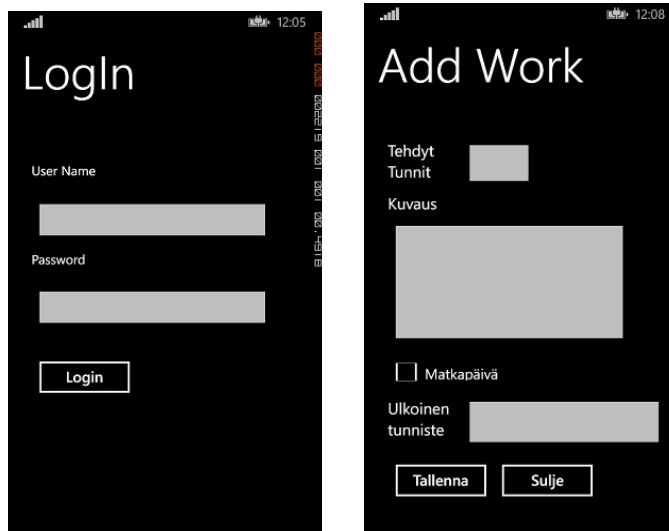 12:05
LogIn
User Name
Password
Login
12:08
Add Work
Tehdyt
Tunnit
Kuvaus
Matkapäivä
Ulkoinen
tunniste
Tallenna
Sulje